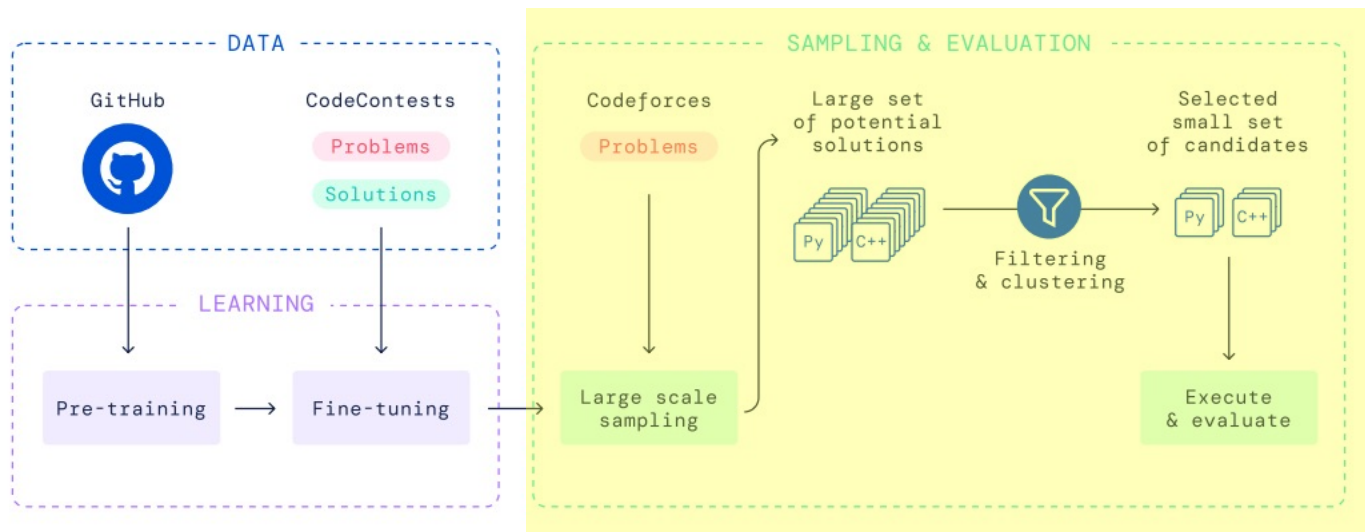 DATA
GitHub
CodeContests
Problems
Solutions
LEARNING
Pre-training
Fine-tuning
SAMPLING & EVALUATION
Codeforces
Problems
Large scale
sampling
Large set
of potential
solutions
Py
C++
Filtering
& clustering
Selected
small set
of candidates
Py
C++
Execute
& evaluate